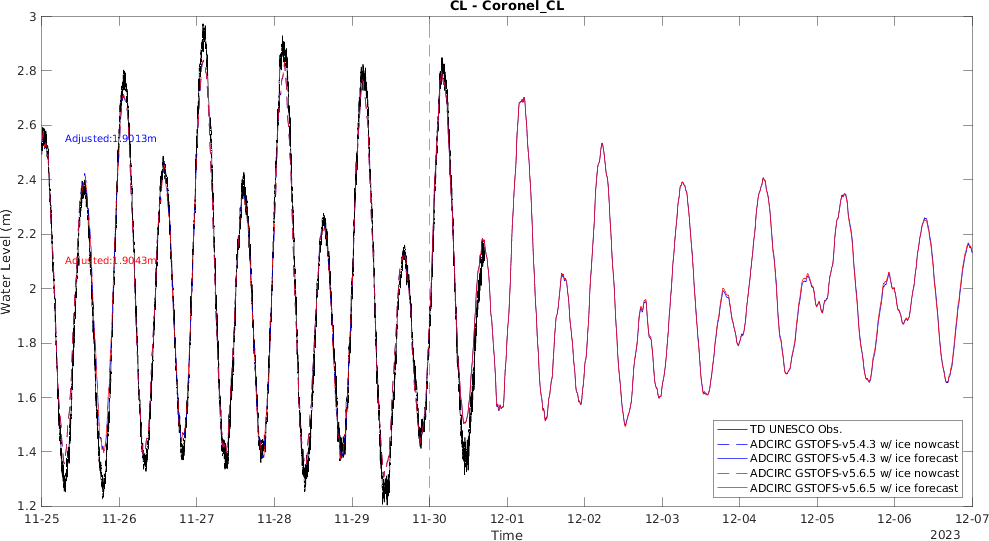 CL - Coronel_CL
3
2.8
2.6
2.4
2.2
2
1.8
1.6
1.4
1.2
Water Level (m)
Adjusted:1.9013m
Adjusted:1.9043m
TD UNESCO Obs.
ADCIRC GSTOFS-v5.4.3 w/ ice nowcast
ADCIRC GSTOFS-v5.4.3 w/ ice forecast
ADCIRC GSTOFS-v5.6.5 w/ ice nowcast
ADCIRC GSTOFS-v5.6.5 w/ ice forecast
11-25 11-26 11-27 11-28 11-29 11-30 12-01 12-02 12-03 12-04 12-05 12-06 12-07
Time
2023